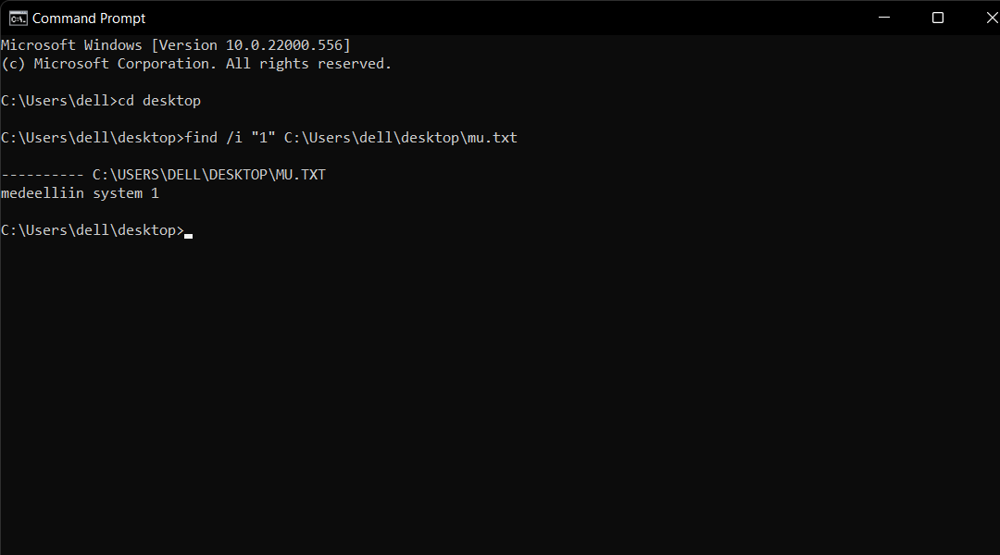 Command Prompt
Microsoft Windows [Version 10.0.22000.556]
(c) Microsoft Corporation. All rights reserved.
C:\Users\dell>cd desktop
C:\Users\dell\desktop>find /i "1" C:\Users\dell\desktop\mu.txt
---------- C:\USERS\DELL\DESKTOP\MU.TXT
medeelliin system 1
C:\Users\dell\desktop>